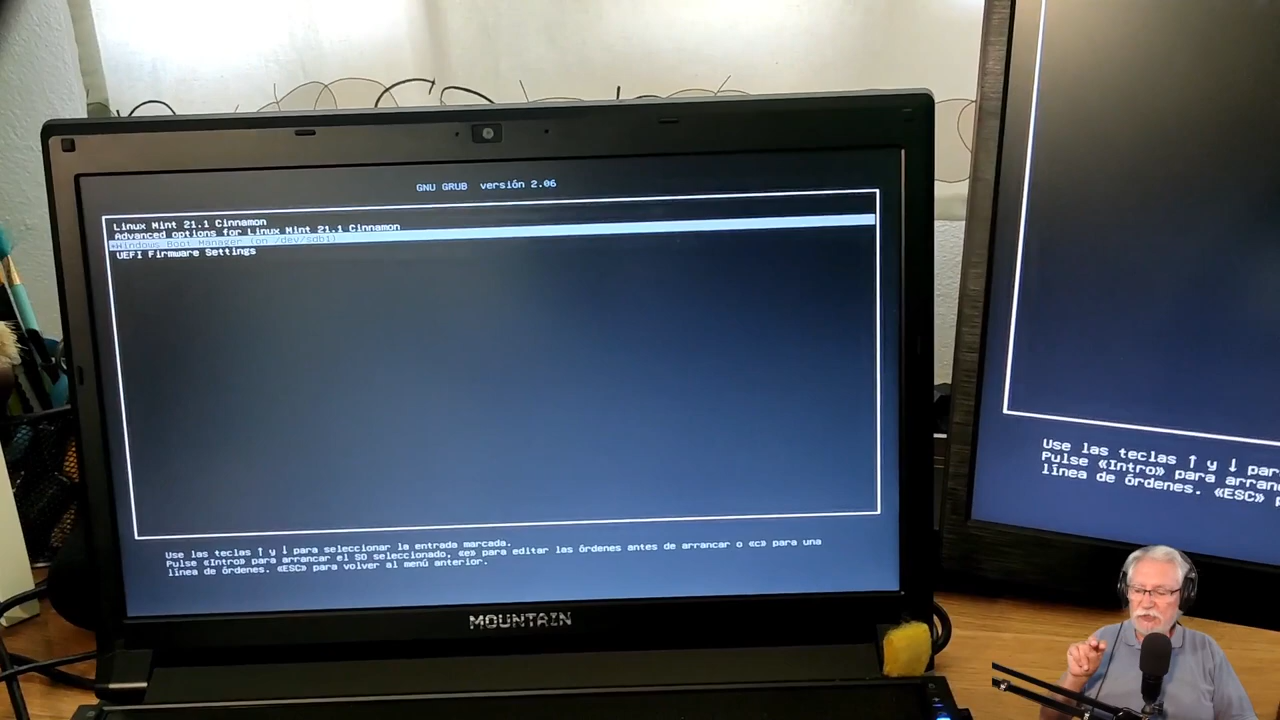 GNU GRUB versión 2.06
Linux Mint 21.1 Cinnamon
Advanced options for Linux Mint 21.1 Cinnamon
*Windows Boot Manager (on /dev/sdb1)
UEFI Firmware Settings
Use las teclas ↑ y ↓ para seleccionar la entrada marcada.
Pulse «Intro» para arrancar el SO seleccionado, «e» para editar las órdenes antes de arrancar o «c» para una
línea de órdenes. «ESC» para volver al menú anterior.
MOUNTAIN
Use las teclas ↑ y ↓ par
Pulse «Intro» para arran
línea de órdenes. «ESC»